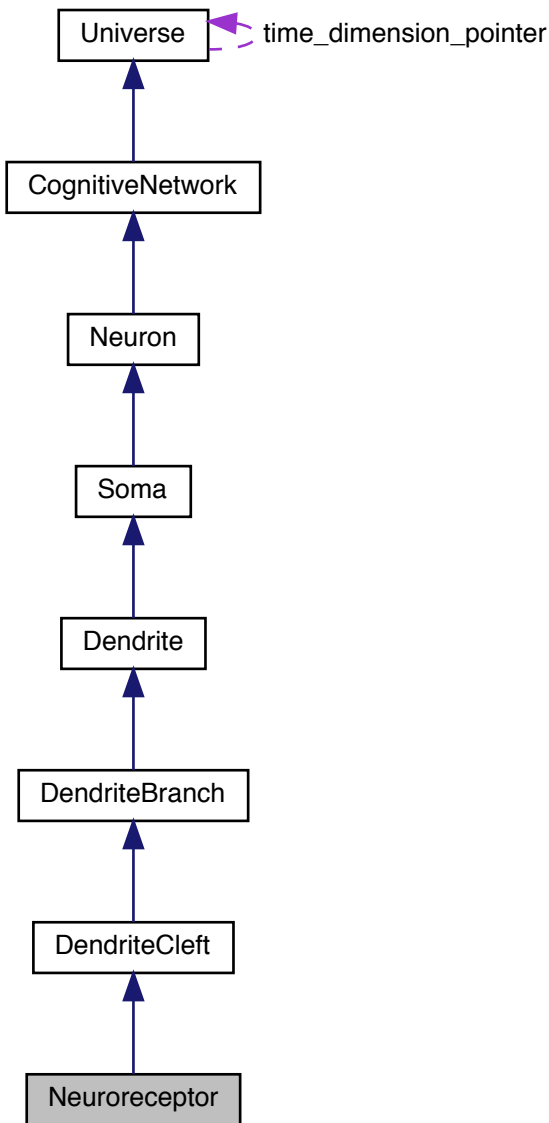 Universe
time_dimension_pointer
CognitiveNetwork
Neuron
Soma
Dendrite
DendriteBranch
DendriteCleft
Neuroreceptor